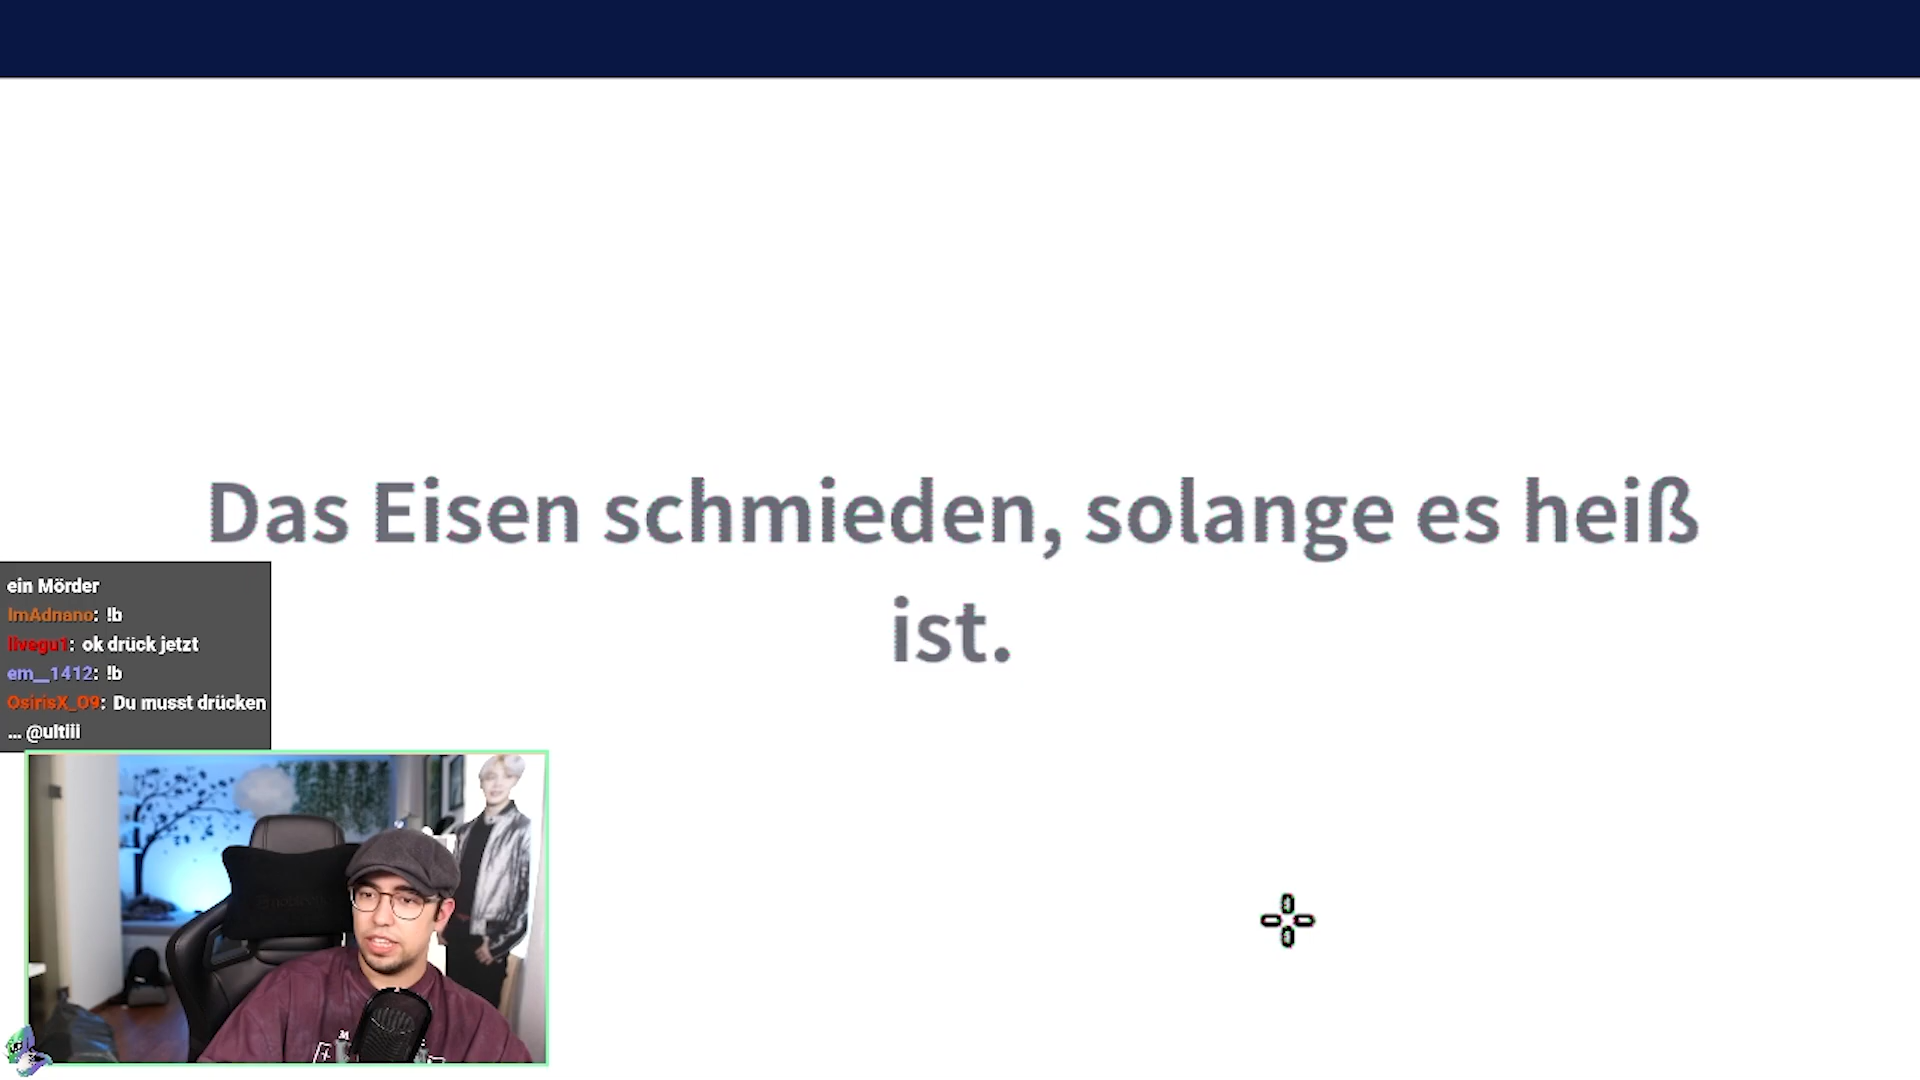 Das Eisen schmieden, solange es heiß
ist.
ein Mörder
ImAdnano: !b
livegu1: ok drück jetzt
em__1412: !b
OsirisX_09: Du musst drücken
... @ultiii